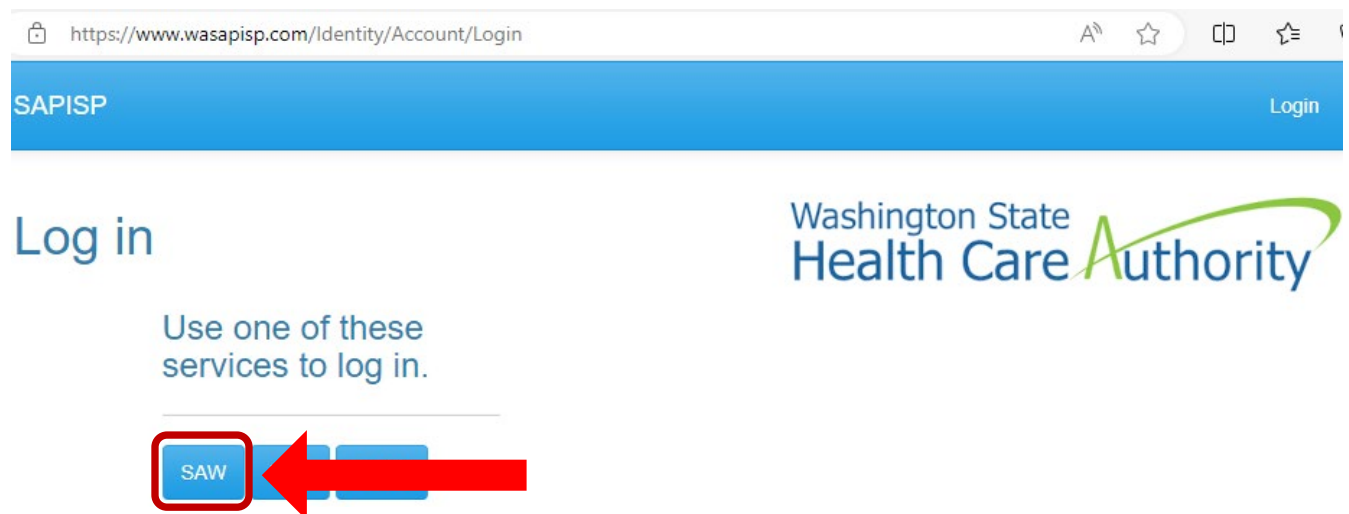 https://www.wasapisp.com/Identity/Account/Login
SAPISP
Login
Log in
Washington State
Health Care Authority
Use one of these
services to log in.
SAW